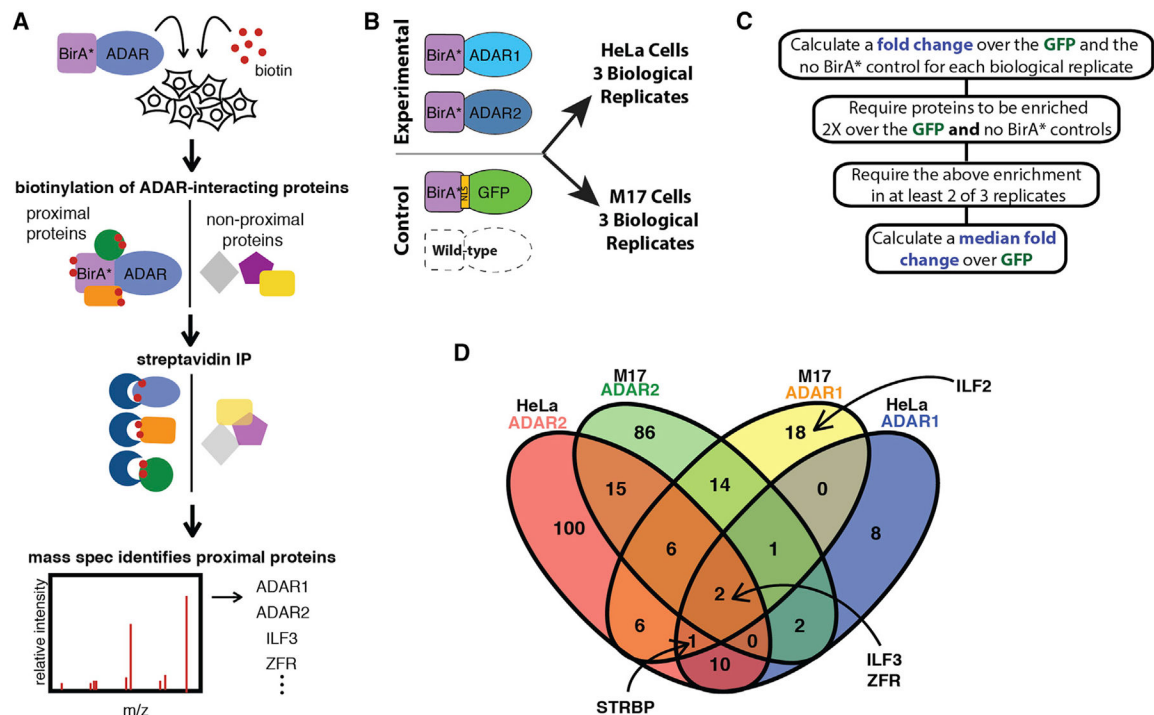 A
BirA*
ADAR
biotin
biotinylation of ADAR-interacting proteins
proximal
proteins
non-proximal
proteins
BirA*
ADAR
streptavidin IP
mass spec identifies proximal proteins
relative intensity
m/z
ADAR1
ADAR2
ILF3
ZFR
B
Experimental
Control
BirA*
ADAR1
BirA*
ADAR2
BirA*
NLS
GFP
Wild-type
HeLa Cells
3 Biological
Replicates
M17 Cells
3 Biological
Replicates
C
Calculate a fold change over the GFP and the
no BirA* control for each biological replicate
Require proteins to be enriched
2X over the GFP and no BirA* controls
Require the above enrichment
in at least 2 of 3 replicates
Calculate a median fold
change over GFP
D
HeLa
ADAR2
M17
ADAR2
M17
ADAR1
HeLa
ADAR1
ILF2
86
18
15
14
0
100
8
6
1
2
6
1
0
2
10
STRBP
ILF3
ZFR